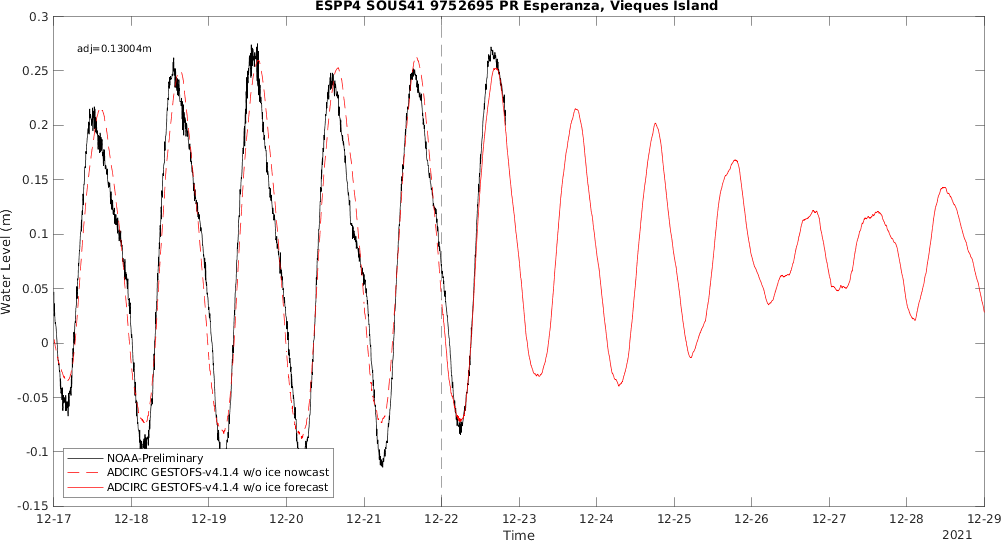 ESPP4 SOUS41 9752695 PR Esperanza, Vieques Island
adj=0.13004m
0.3
0.25
0.2
0.15
0.1
0.05
0
-0.05
-0.1
-0.15
Water Level (m)
NOAA-Preliminary
ADCIRC GESTOFS-v4.1.4 w/o ice nowcast
ADCIRC GESTOFS-v4.1.4 w/o ice forecast
12-17 12-18 12-19 12-20 12-21 12-22 12-23 12-24 12-25 12-26 12-27 12-28 12-29
Time
2021